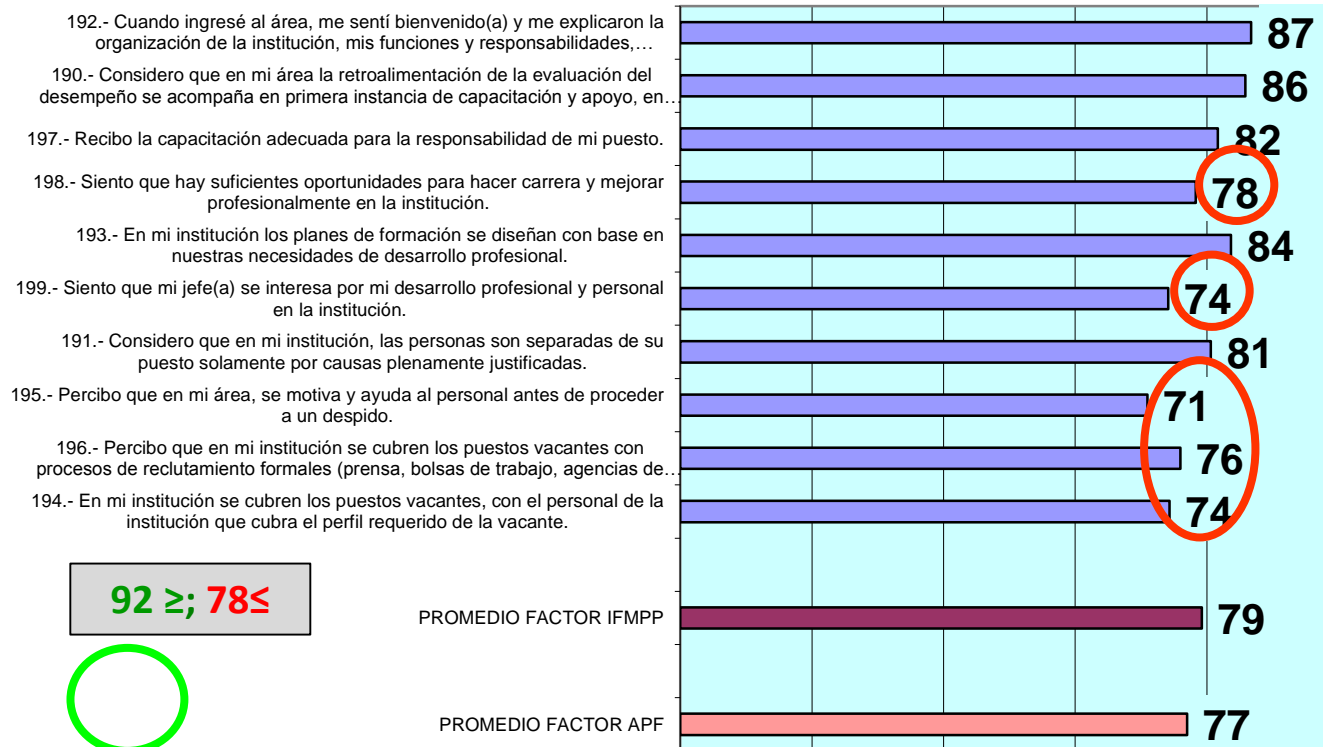 192.- Cuando ingresé al área, me sentí bienvenido(a) y me explicaron la
organización de la institución, mis funciones y responsabilidades,…
87
190.- Considero que en mi área la retroalimentación de la evaluación del
desempeño se acompaña en primera instancia de capacitación y apoyo, en…
86
197.- Recibo la capacitación adecuada para la responsabilidad de mi puesto.
82
198.- Siento que hay suficientes oportunidades para hacer carrera y mejorar
profesionalmente en la institución.
78
193.- En mi institución los planes de formación se diseñan con base en
nuestras necesidades de desarrollo profesional.
84
199.- Siento que mi jefe(a) se interesa por mi desarrollo profesional y personal
en la institución.
74
191.- Considero que en mi institución, las personas son separadas de su
puesto solamente por causas plenamente justificadas.
81
195.- Percibo que en mi área, se motiva y ayuda al personal antes de proceder
a un despido.
71
196.- Percibo que en mi institución se cubren los puestos vacantes con
procesos de reclutamiento formales (prensa, bolsas de trabajo, agencias de…
76
194.- En mi institución se cubren los puestos vacantes, con el personal de la
institución que cubra el perfil requerido de la vacante.
74
92 ≥; 78≤
PROMEDIO FACTOR IFMPP
79
PROMEDIO FACTOR APF
77